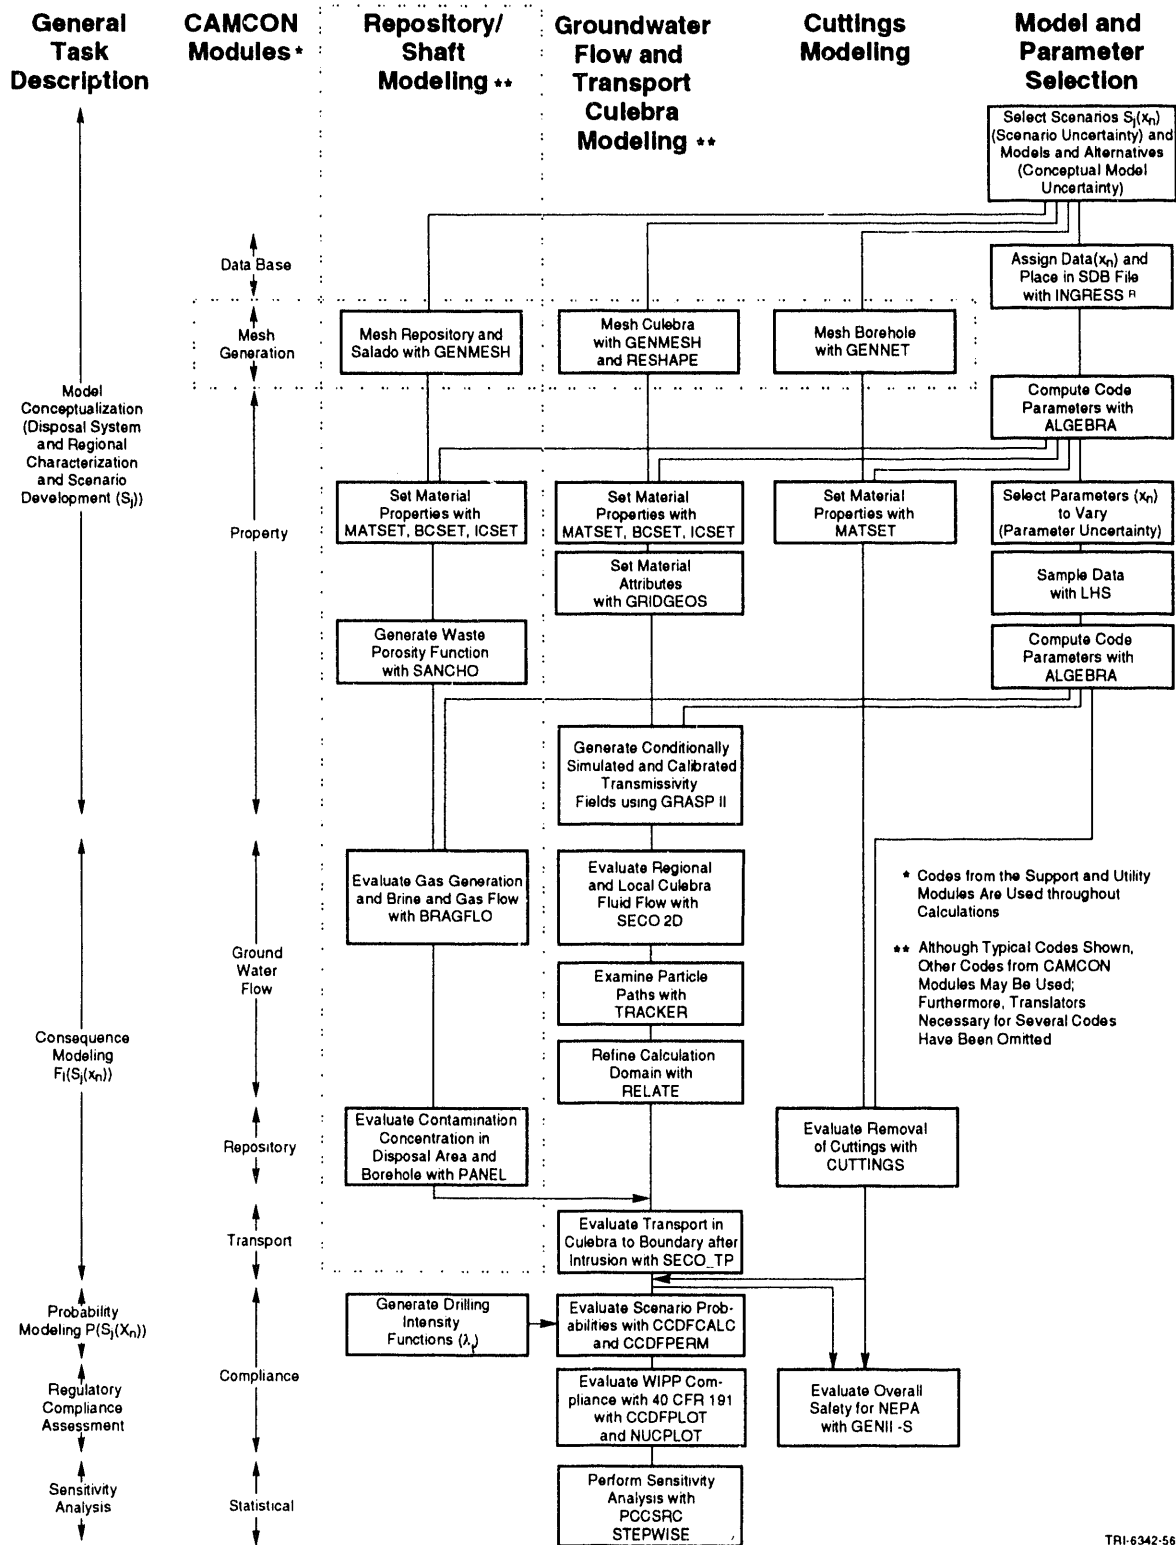 General
Task
Description
CAMCON
Modules *
Repository/
Shaft
Modeling **
Groundwater
Flow and
Transport
Culebra
Modeling **
Cuttings
Modeling
Model and
Parameter
Selection
Select Scenarios Sj(xn)
(Scenario Uncertainty) and
Models and Alternatives
(Conceptual Model
Uncertainty)
Data Base
Assign Data(xn) and
Place in SDB File
with INGRESS R
Mesh
Generation
Mesh Repository and
Salado with GENMESH
Mesh Culebra
with GENMESH
and RESHAPE
Mesh Borehole
with GENNET
Model
Conceptualization
(Disposal System
and Regional
Characterization
and Scenario
Development (Sj))
Compute Code
Parameters with
ALGEBRA
Property
Set Material
Properties with
MATSET, BCSET, ICSET
Set Material
Properties with
MATSET, BCSET, ICSET
Set Material
Properties with
MATSET
Select Parameters (xn)
to Vary
(Parameter Uncertainty)
Set Material
Attributes
with GRIDGEOS
Sample Data
with LHS
Generate Waste
Porosity Function
with SANCHO
Compute Code
Parameters with
ALGEBRA
Generate Conditionally
Simulated and Calibrated
Transmissivity
Fields using GRASP II
Evaluate Gas Generation
and Brine and Gas Flow
with BRAGFLO
Evaluate Regional
and Local Culebra
Fluid Flow with
SECO 2D
* Codes from the Support and Utility
Modules Are Used throughout
Calculations
Ground
Water
Flow
** Although Typical Codes Shown,
Other Codes from CAMCON
Modules May Be Used;
Furthermore, Translators
Necessary for Several Codes
Have Been Omitted
Examine Particle
Paths with
TRACKER
Consequence
Modeling
Fl(Sj(xn))
Refine Calculation
Domain with
RELATE
Repository
Evaluate Contamination
Concentration in
Disposal Area and
Borehole with PANEL
Evaluate Removal
of Cuttings with
CUTTINGS
Transport
Evaluate Transport in
Culebra to Boundary after
Intrusion with SECO_TP
Probability
Modeling P(Sj(Xn))
Generate Drilling
Intensity
Functions (λ)
Evaluate Scenario Prob-
abilities with CCDFCALC
and CCDFPERM
Compliance
Regulatory
Compliance
Assessment
Evaluate WIPP Com-
pliance with 40 CFR 191
with CCDFPLOT
and NUCPLOT
Evaluate Overall
Safety for NEPA
with GENII -S
Sensitivity
Analysis
Statistical
Perform Sensitivity
Analysis with
PCCSRC
STEPWISE
TRI-6342-56